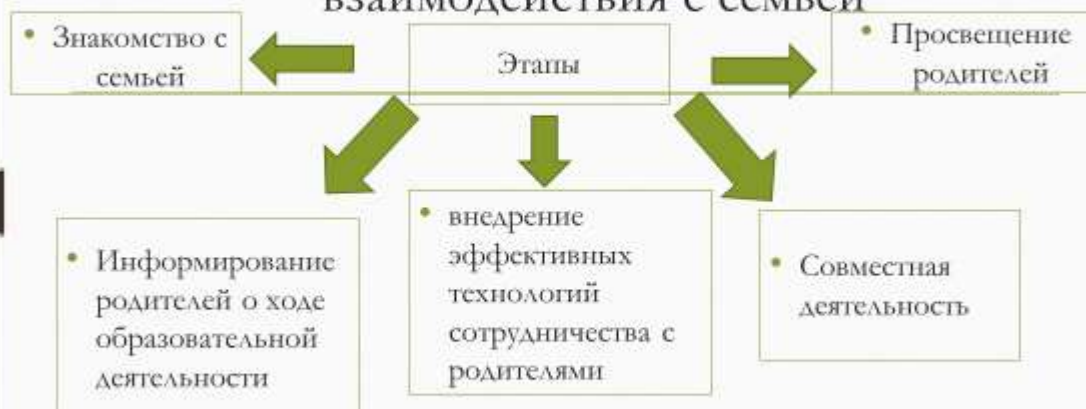 взаимодействия с семьей
• Знакомство с
семьей
Этапы
• Просвещение
родителей
• Информирование
родителей о ходе
образовательной
деятельности
• внедрение
эффективных
технологий
сотрудничества с
родителями
• Совместная
деятельность